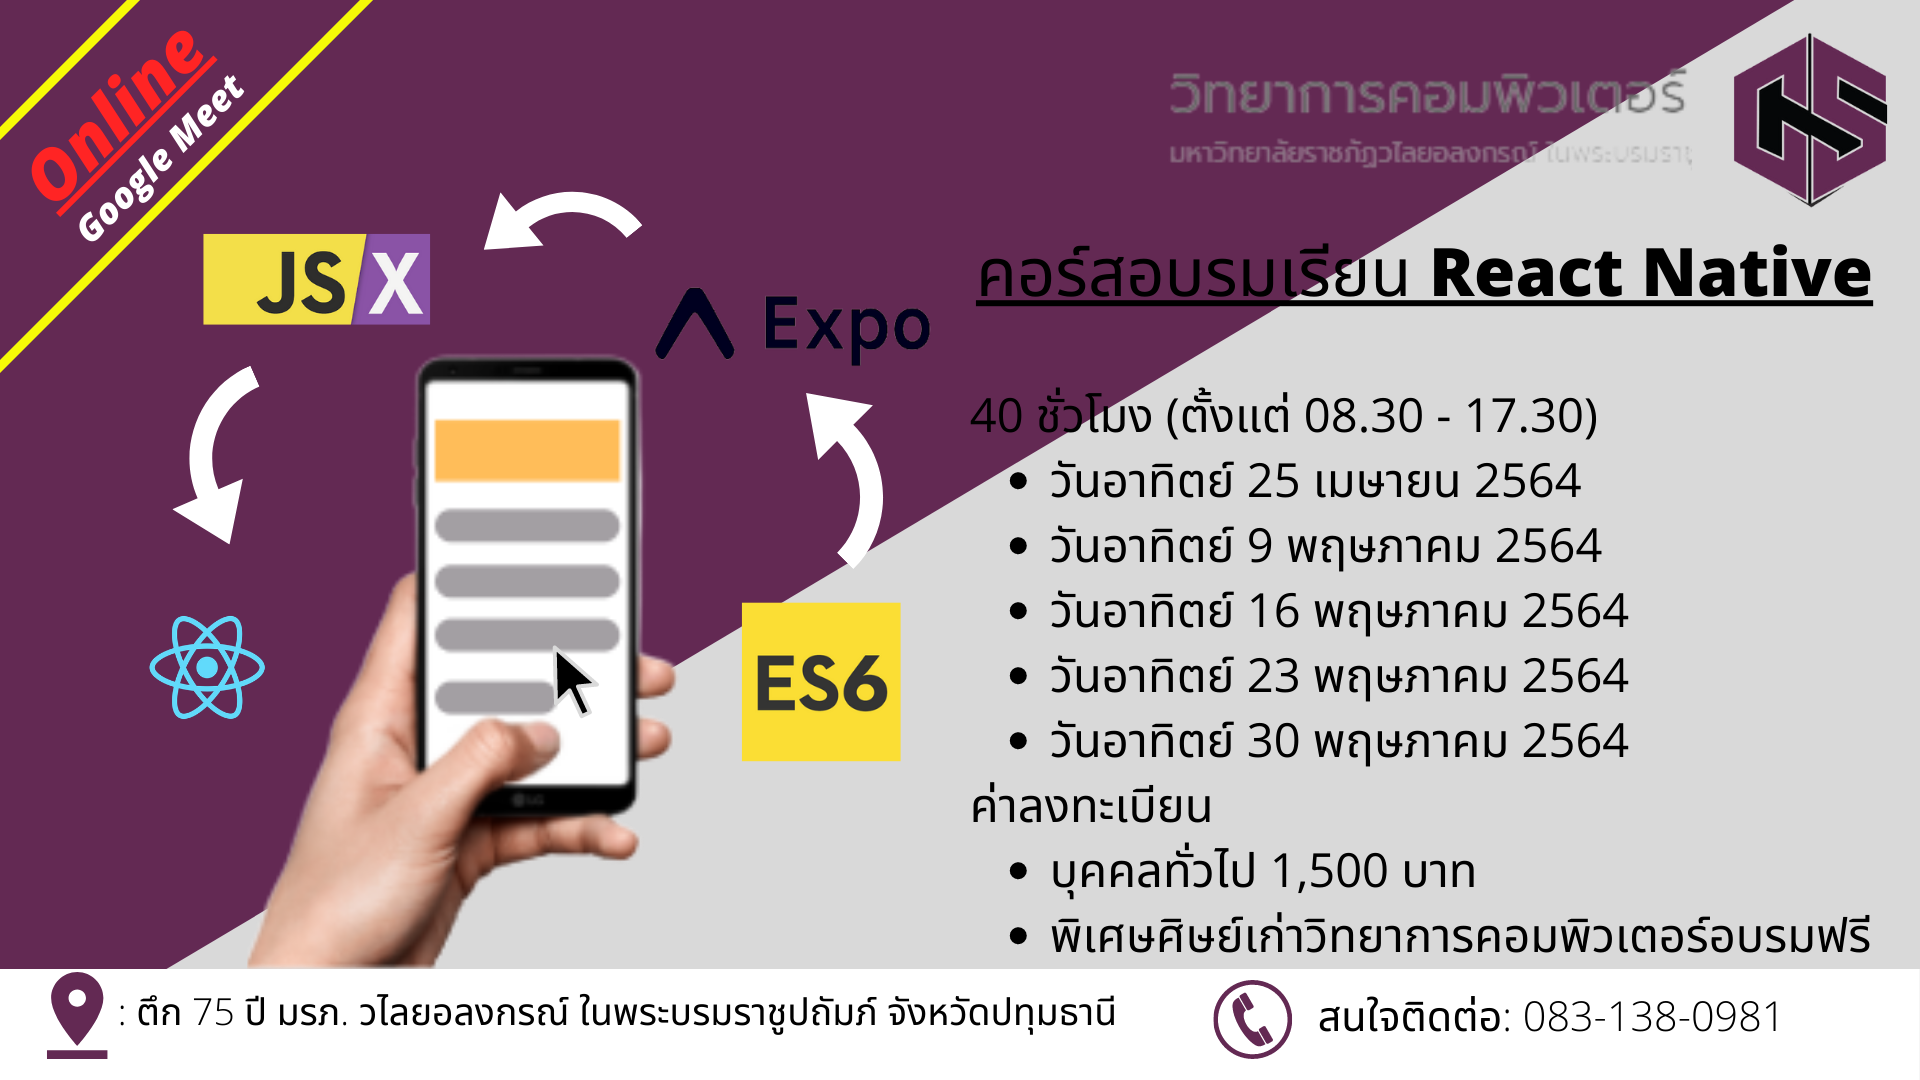 Online
Google Meet
วิทยาการคอมพิวเตอร์
มหาวิทยาลัยราชภัฏวไลยอลงกรณ์ ในพระบรมราชู
CS
JSX
Expo
ES6
LG
คอร์สอบรมเรียน React Native
40 ชั่วโมง (ตั้งแต่ 08.30 - 17.30)
• วันอาทิตย์ 25 เมษายน 2564
• วันอาทิตย์ 9 พฤษภาคม 2564
• วันอาทิตย์ 16 พฤษภาคม 2564
• วันอาทิตย์ 23 พฤษภาคม 2564
• วันอาทิตย์ 30 พฤษภาคม 2564
ค่าลงทะเบียน
• บุคคลทั่วไป 1,500 บาท
• พิเศษศิษย์เก่าวิทยาการคอมพิวเตอร์อบรมฟรี
: ตึก 75 ปี มรภ. วไลยอลงกรณ์ ในพระบรมราชูปถัมภ์ จังหวัดปทุมธานี
สนใจติดต่อ: 083-138-0981